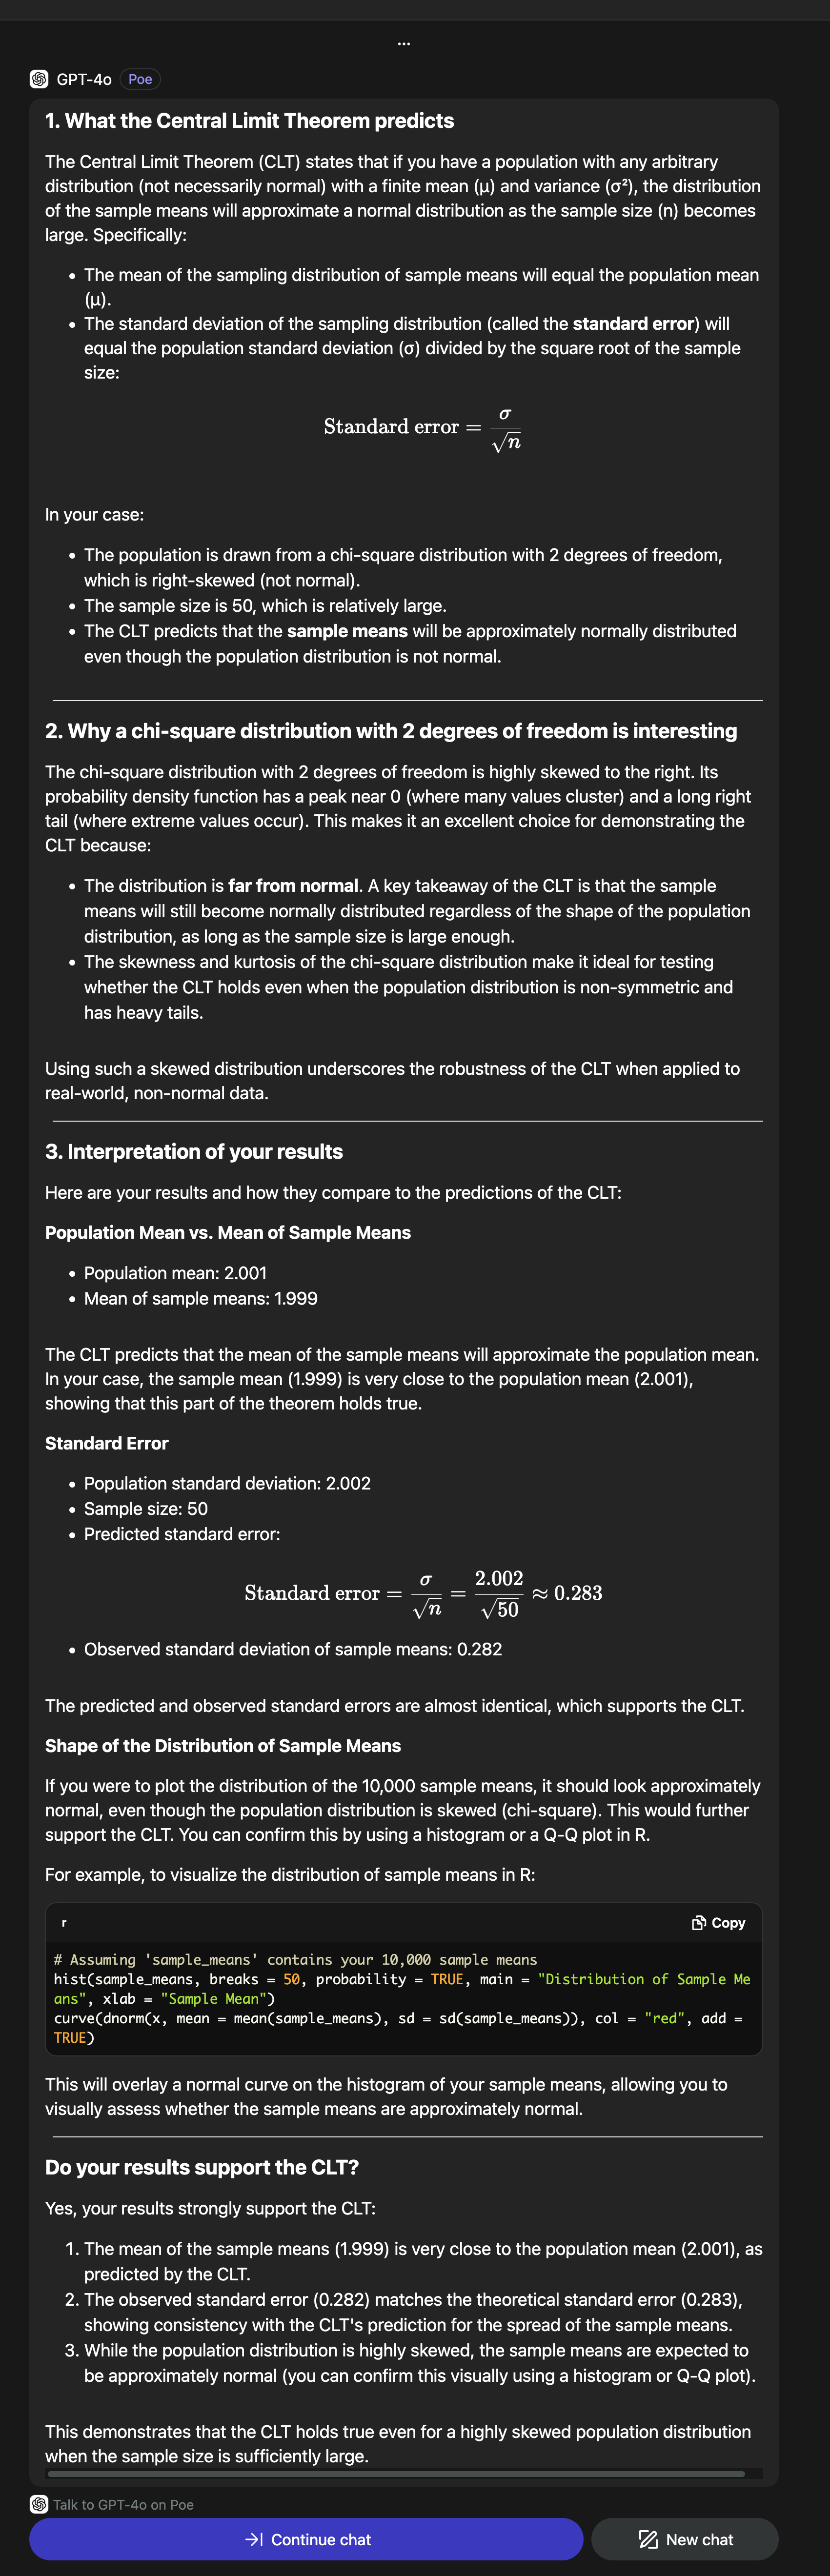 ...
GPT-4o Poe
1. What the Central Limit Theorem predicts
The Central Limit Theorem (CLT) states that if you have a population with any arbitrary
distribution (not necessarily normal) with a finite mean (μ) and variance (σ²), the distribution
of the sample means will approximate a normal distribution as the sample size (n) becomes
large. Specifically:
• The mean of the sampling distribution of sample means will equal the population mean
(μ).
• The standard deviation of the sampling distribution (called the standard error) will
equal the population standard deviation (σ) divided by the square root of the sample
size:
Standard error = σ / √n
In your case:
• The population is drawn from a chi-square distribution with 2 degrees of freedom,
which is right-skewed (not normal).
• The sample size is 50, which is relatively large.
• The CLT predicts that the sample means will be approximately normally distributed
even though the population distribution is not normal.
2. Why a chi-square distribution with 2 degrees of freedom is interesting
The chi-square distribution with 2 degrees of freedom is highly skewed to the right. Its
probability density function has a peak near 0 (where many values cluster) and a long right
tail (where extreme values occur). This makes it an excellent choice for demonstrating the
CLT because:
• The distribution is far from normal. A key takeaway of the CLT is that the sample
means will still become normally distributed regardless of the shape of the population
distribution, as long as the sample size is large enough.
• The skewness and kurtosis of the chi-square distribution make it ideal for testing
whether the CLT holds even when the population distribution is non-symmetric and
has heavy tails.
Using such a skewed distribution underscores the robustness of the CLT when applied to
real-world, non-normal data.
3. Interpretation of your results
Here are your results and how they compare to the predictions of the CLT:
Population Mean vs. Mean of Sample Means
• Population mean: 2.001
• Mean of sample means: 1.999
The CLT predicts that the mean of the sample means will approximate the population mean.
In your case, the sample mean (1.999) is very close to the population mean (2.001),
showing that this part of the theorem holds true.
Standard Error
• Population standard deviation: 2.002
• Sample size: 50
• Predicted standard error:
Standard error = σ / √n = 2.002 / √50 ≈ 0.283
• Observed standard deviation of sample means: 0.282
The predicted and observed standard errors are almost identical, which supports the CLT.
Shape of the Distribution of Sample Means
If you were to plot the distribution of the 10,000 sample means, it should look approximately
normal, even though the population distribution is skewed (chi-square). This would further
support the CLT. You can confirm this by using a histogram or a Q-Q plot in R.
For example, to visualize the distribution of sample means in R:
r Copy
# Assuming 'sample_means' contains your 10,000 sample means
hist(sample_means, breaks = 50, probability = TRUE, main = "Distribution of Sample Me
ans", xlab = "Sample Mean")
curve(dnorm(x, mean = mean(sample_means), sd = sd(sample_means)), col = "red", add =
TRUE)
This will overlay a normal curve on the histogram of your sample means, allowing you to
visually assess whether the sample means are approximately normal.
Do your results support the CLT?
Yes, your results strongly support the CLT:
1. The mean of the sample means (1.999) is very close to the population mean (2.001), as
predicted by the CLT.
2. The observed standard error (0.282) matches the theoretical standard error (0.283),
showing consistency with the CLT's prediction for the spread of the sample means.
3. While the population distribution is highly skewed, the sample means are expected to
be approximately normal (you can confirm this visually using a histogram or Q-Q plot).
This demonstrates that the CLT holds true even for a highly skewed population distribution
when the sample size is sufficiently large.
Talk to GPT-4o on Poe
Continue chat New chat